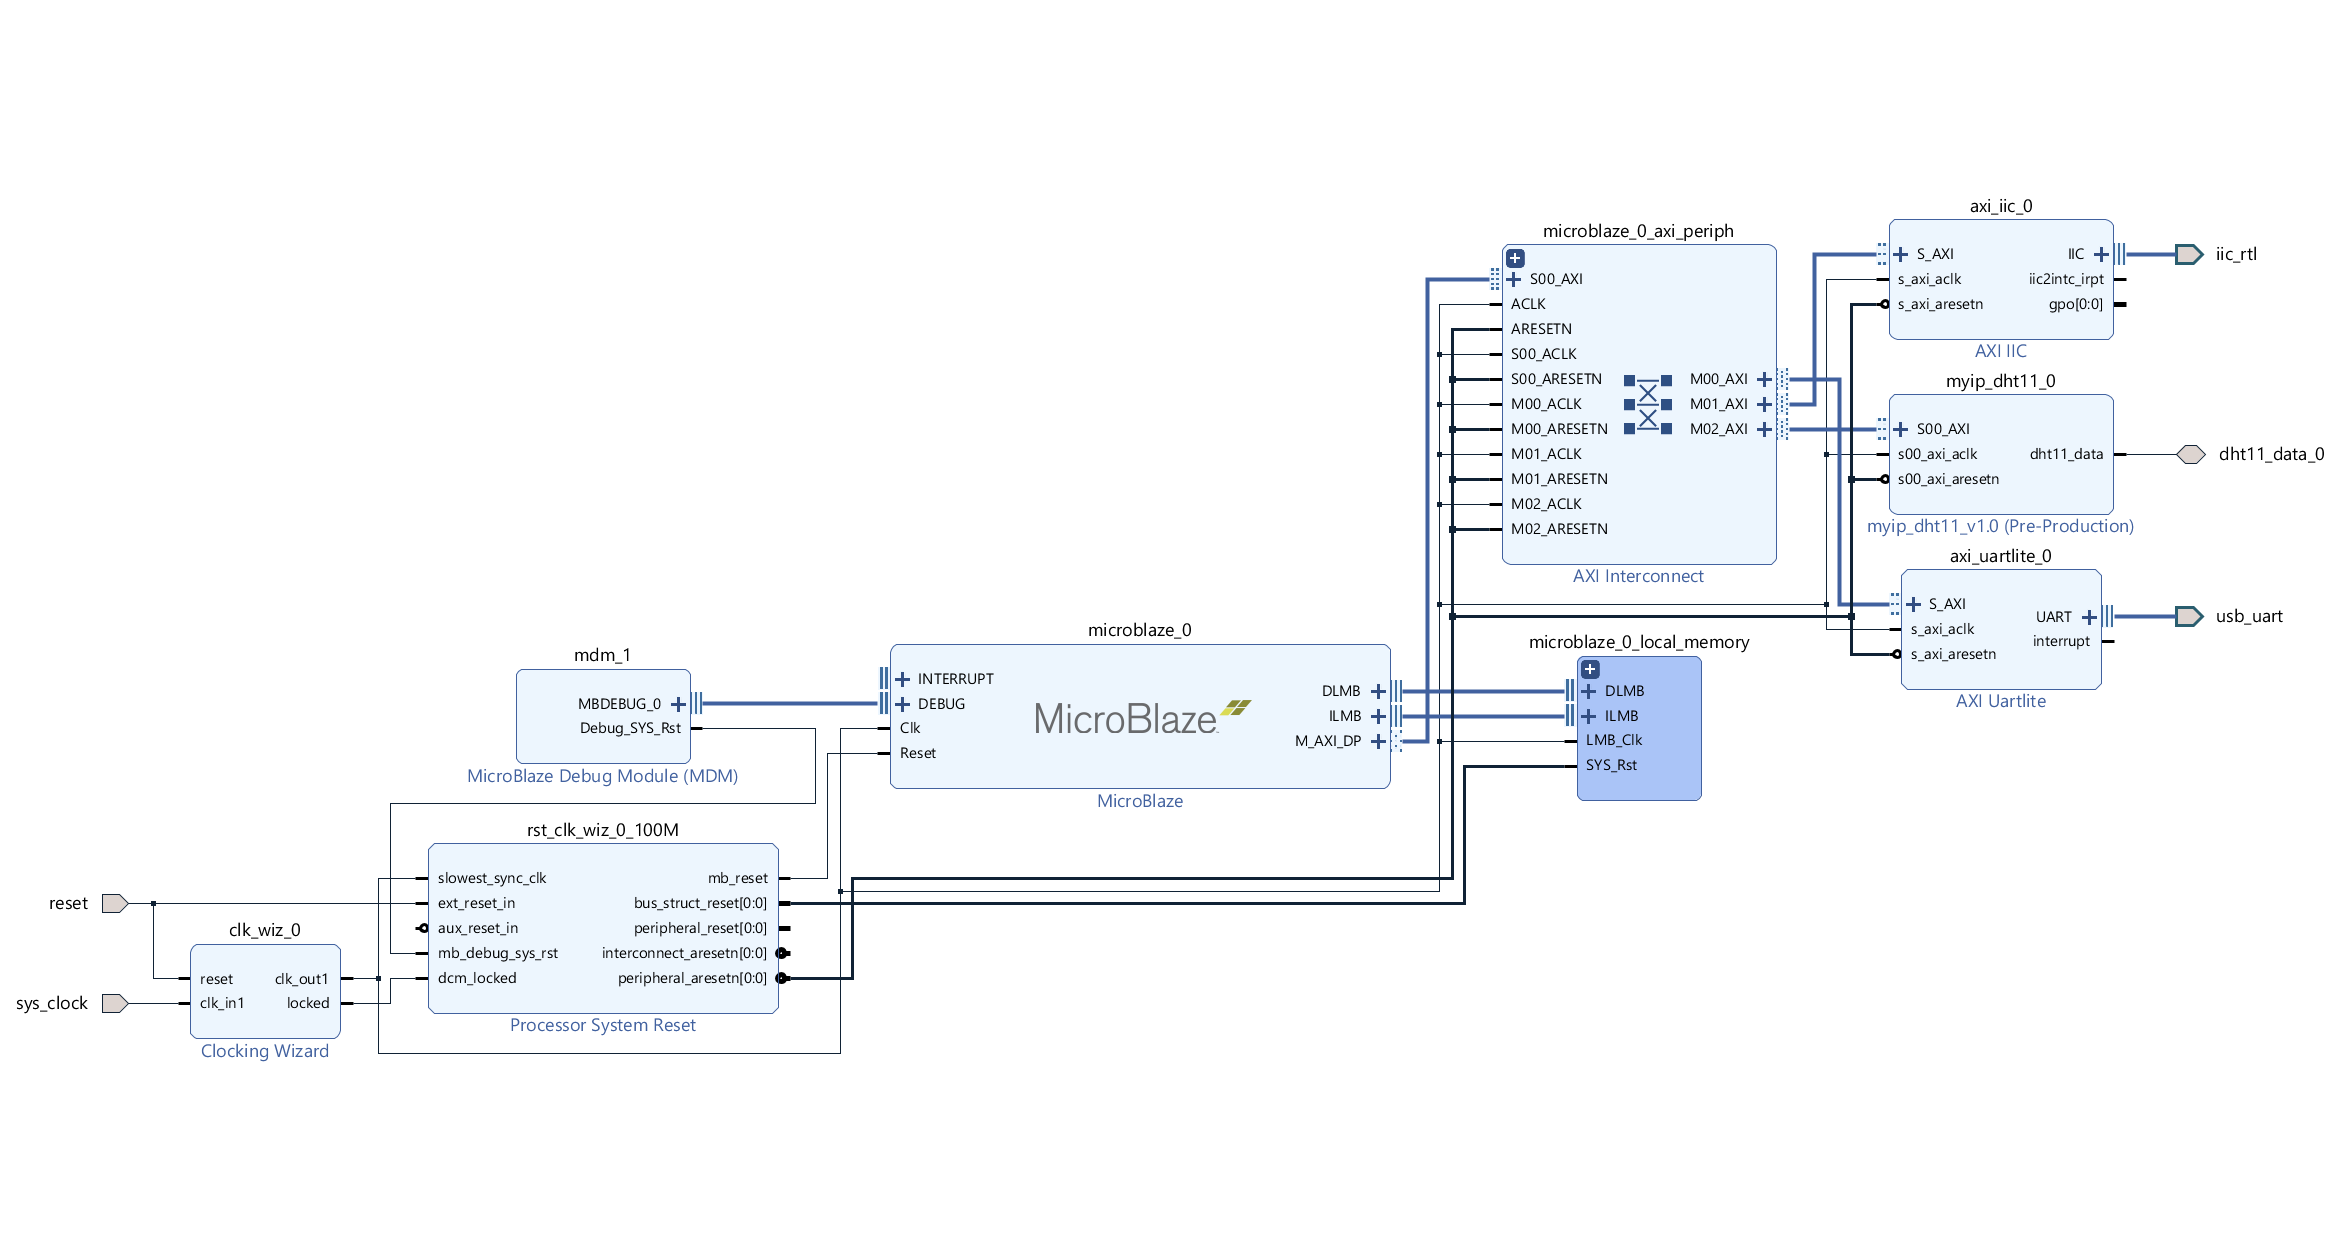 axi_iic_0
S_AXI
s_axi_aclk
s_axi_aresetn
IIC
iic2intc_irpt
gpo[0:0]
AXI IIC
iic_rtl
microblaze_0_axi_periph
S00_AXI
ACLK
ARESETN
S00_ACLK
S00_ARESETN
M00_ACLK
M00_ARESETN
M01_ACLK
M01_ARESETN
M02_ACLK
M02_ARESETN
M00_AXI
M01_AXI
M02_AXI
AXI Interconnect
myip_dht11_0
S00_AXI
s00_axi_aclk
s00_axi_aresetn
dht11_data
myip_dht11_v1.0 (Pre-Production)
dht11_data_0
axi_uartlite_0
S_AXI
s_axi_aclk
s_axi_aresetn
UART
interrupt
AXI Uartlite
usb_uart
microblaze_0
INTERRUPT
DEBUG
Clk
Reset
MicroBlaze
DLMB
ILMB
M_AXI_DP
MicroBlaze
microblaze_0_local_memory
DLMB
ILMB
LMB_Clk
SYS_Rst
mdm_1
MBDEBUG_0
Debug_SYS_Rst
MicroBlaze Debug Module (MDM)
rst_clk_wiz_0_100M
slowest_sync_clk
ext_reset_in
aux_reset_in
mb_debug_sys_rst
dcm_locked
mb_reset
bus_struct_reset[0:0]
peripheral_reset[0:0]
interconnect_aresetn[0:0]
peripheral_aresetn[0:0]
Processor System Reset
reset
sys_clock
clk_wiz_0
reset
clk_in1
clk_out1
locked
Clocking Wizard